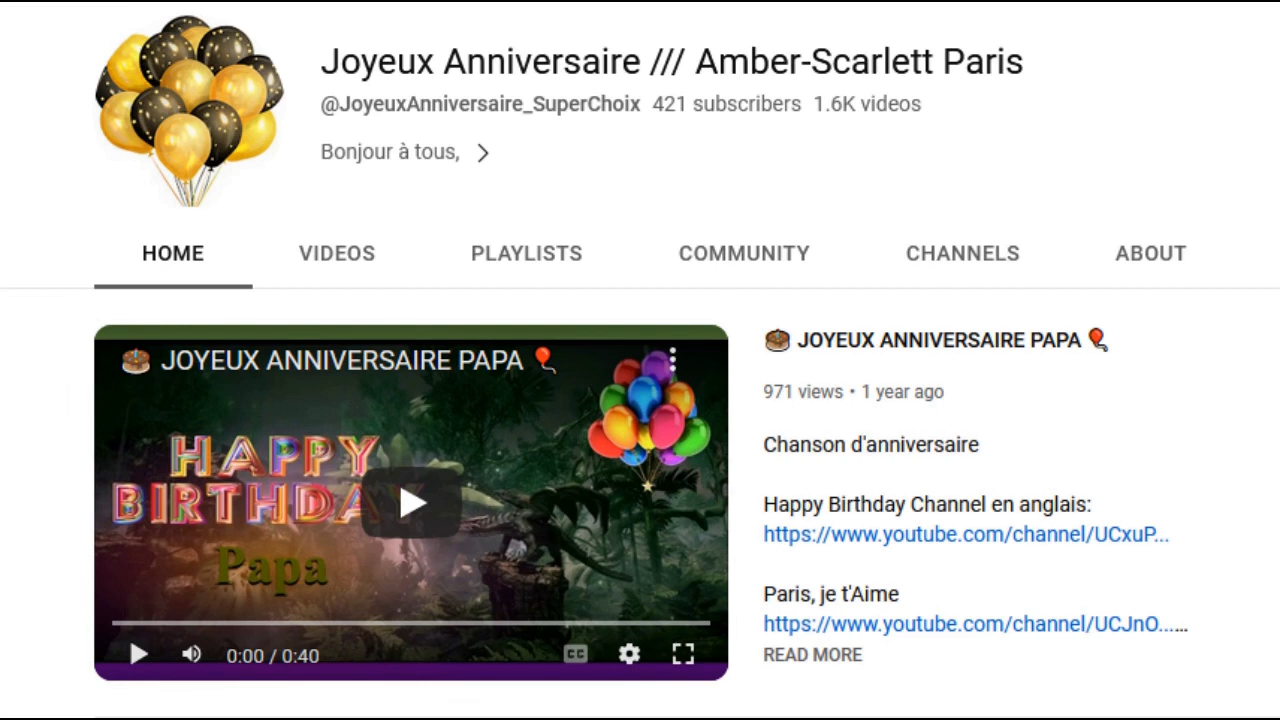 Joyeux Anniversaire /// Amber-Scarlett Paris
@JoyeuxAnniversaire_SuperChoix 421 subscribers 1.6K videos
Bonjour à tous,
HOME VIDEOS PLAYLISTS COMMUNITY CHANNELS ABOUT
JOYEUX ANNIVERSAIRE PAPA
HAPPY
BIRTHDAY
Papa
0:00 / 0:40
CC
🎂 JOYEUX ANNIVERSAIRE PAPA 🎈
971 views • 1 year ago
Chanson d'anniversaire
Happy Birthday Channel en anglais:
https://www.youtube.com/channel/UCxuP...
Paris, je t'Aime
https://www.youtube.com/channel/UCJnO......
READ MORE